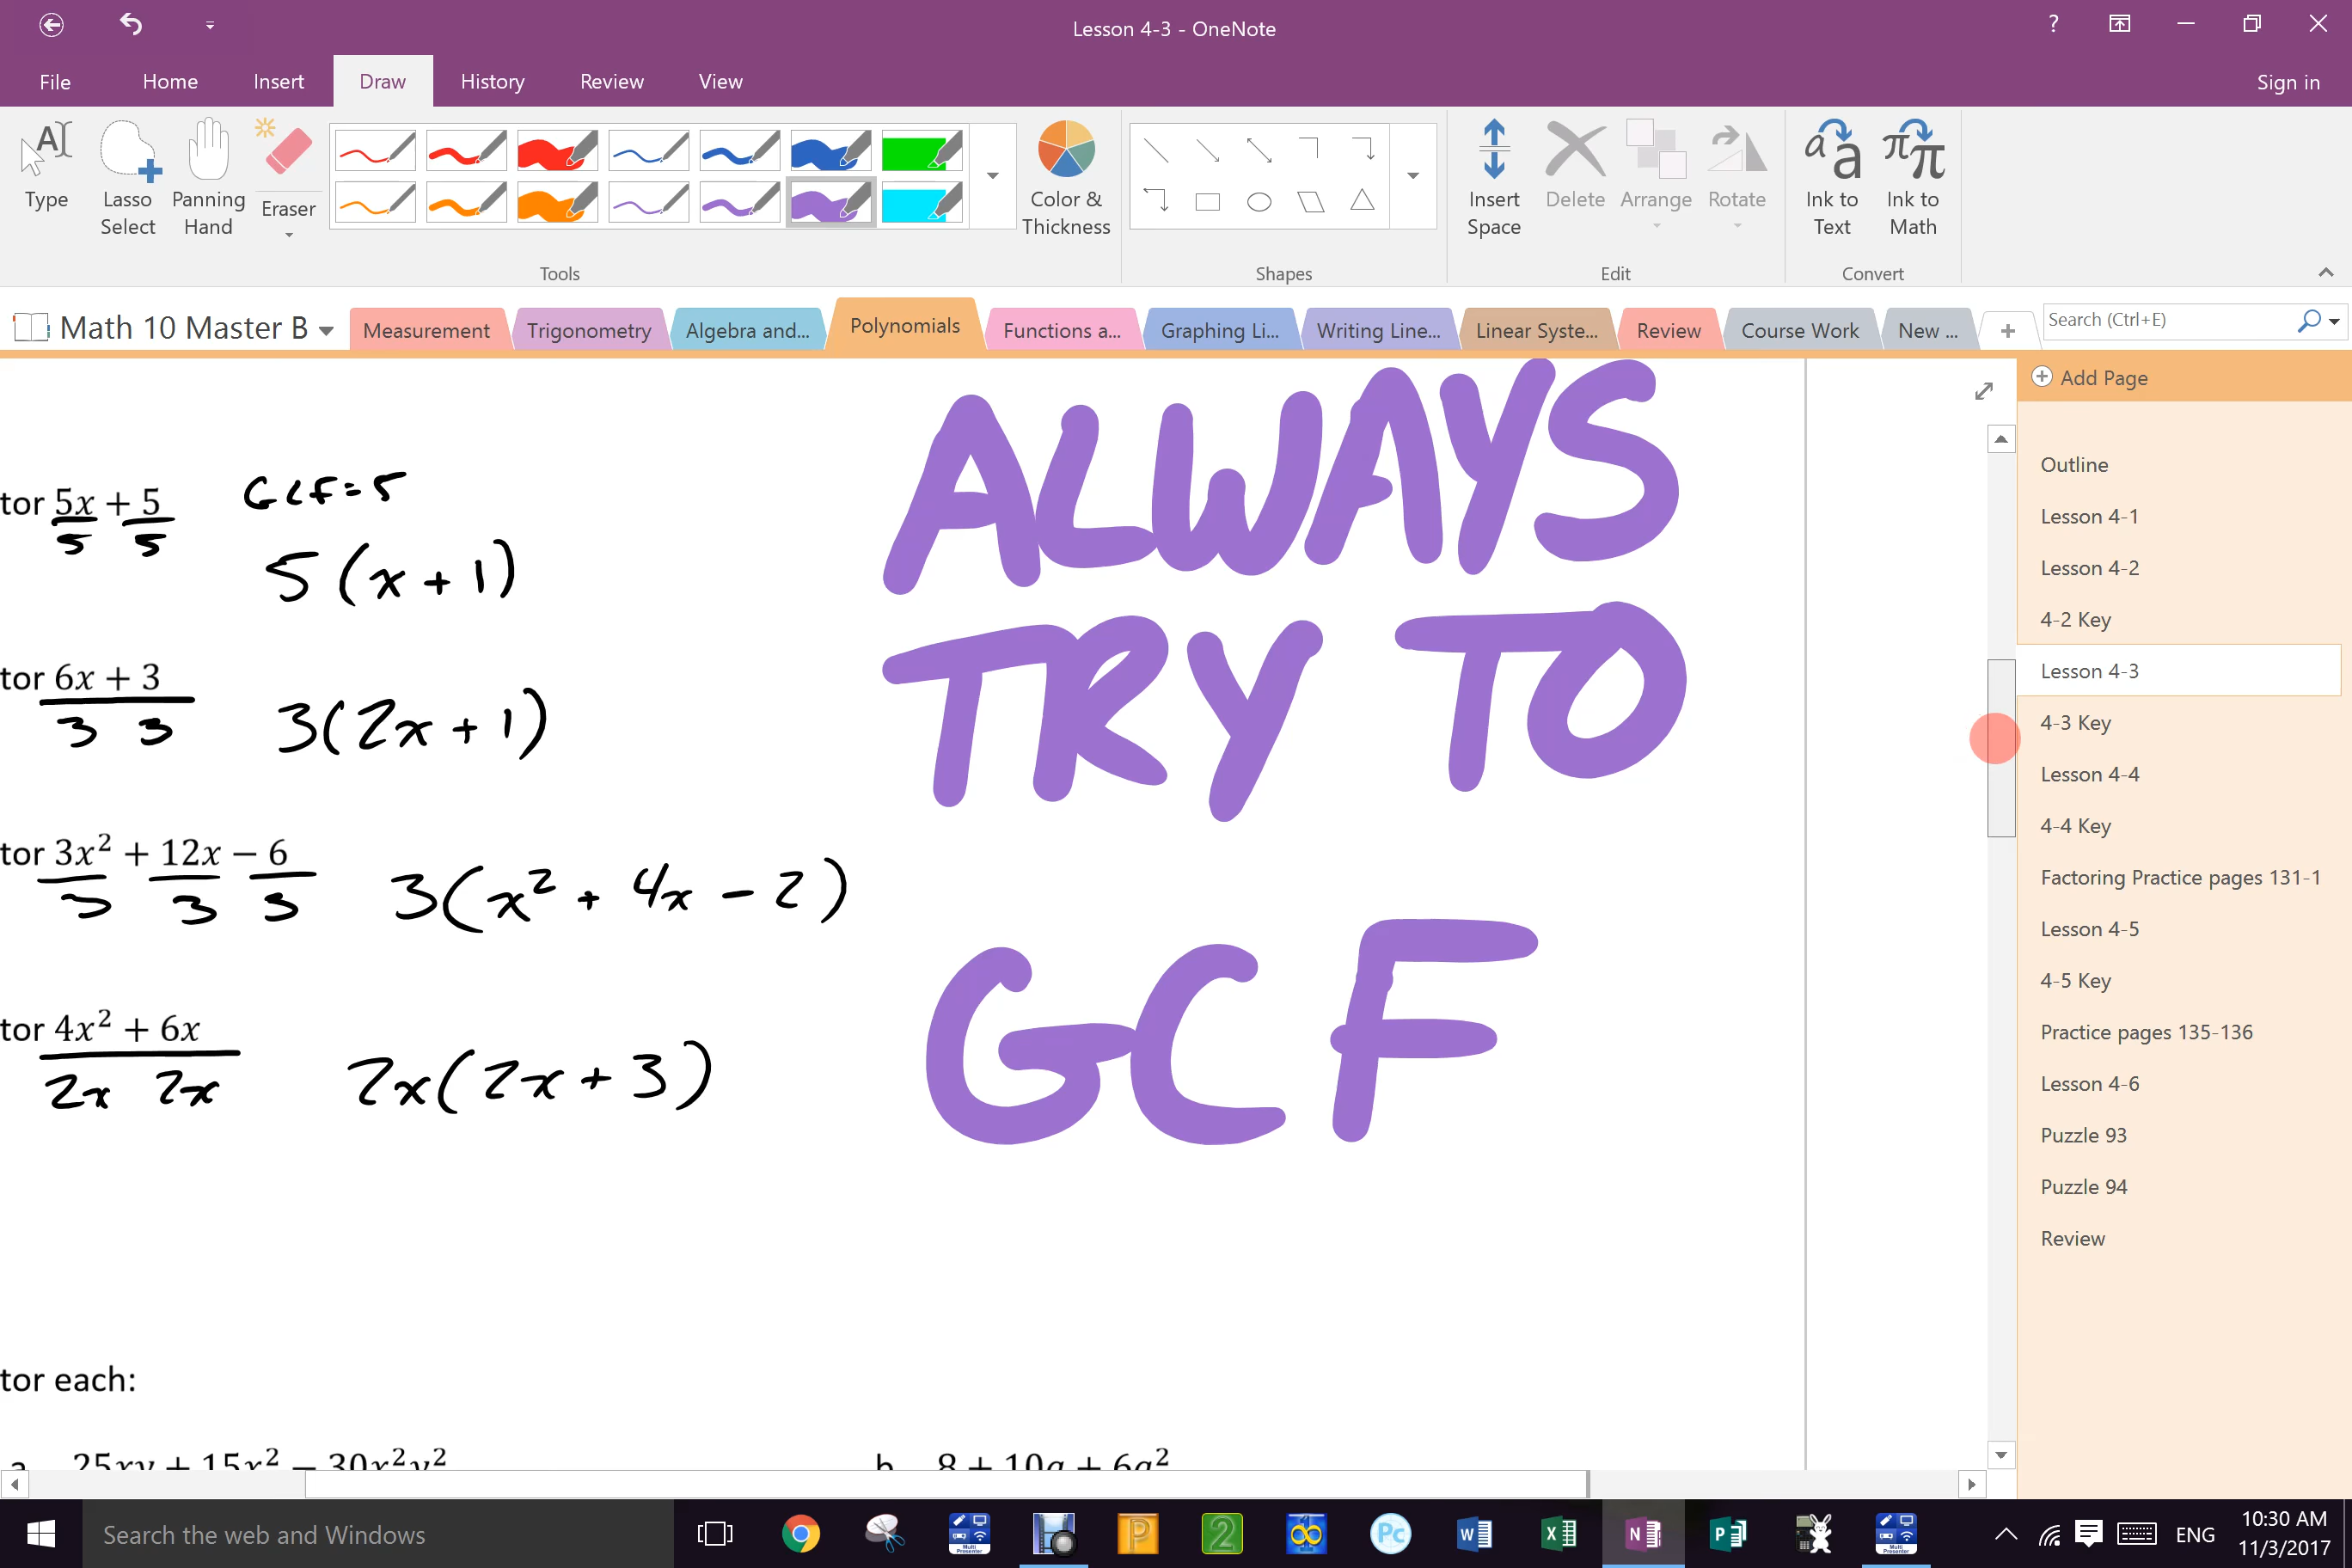 Lesson 4-3 - OneNote
File Home Insert Draw History Review View Sign in
Type Lasso Select Panning Hand Eraser Color & Thickness Insert Space Delete Arrange Rotate Ink to Text Ink to Math
Tools Shapes Edit Convert
Math 10 Master B Measurement Trigonometry Algebra and... Polynomials Functions a... Graphing Li... Writing Line... Linear Syste... Review Course Work New ... Search (Ctrl+E)
Add Page
Outline
Lesson 4-1
Lesson 4-2
4-2 Key
Lesson 4-3
4-3 Key
Lesson 4-4
4-4 Key
Factoring Practice pages 131-1
Lesson 4-5
4-5 Key
Practice pages 135-136
Lesson 4-6
Puzzle 93
Puzzle 94
Review
tor 5x + 5 GCF = 5
5 5
5(x + 1)
tor 6x + 3
3 3
3(2x + 1)
tor 3x² + 12x − 6
3 3 3
3(x² + 4x − 2)
tor 4x² + 6x
2x 2x
2x(2x + 3)
ALWAYS
TRY TO
GCF
tor each:
a 25xy + 15x² − 30x²y²
b 8 + 10a + 6a²
Search the web and Windows
ENG
10:30 AM
11/3/2017